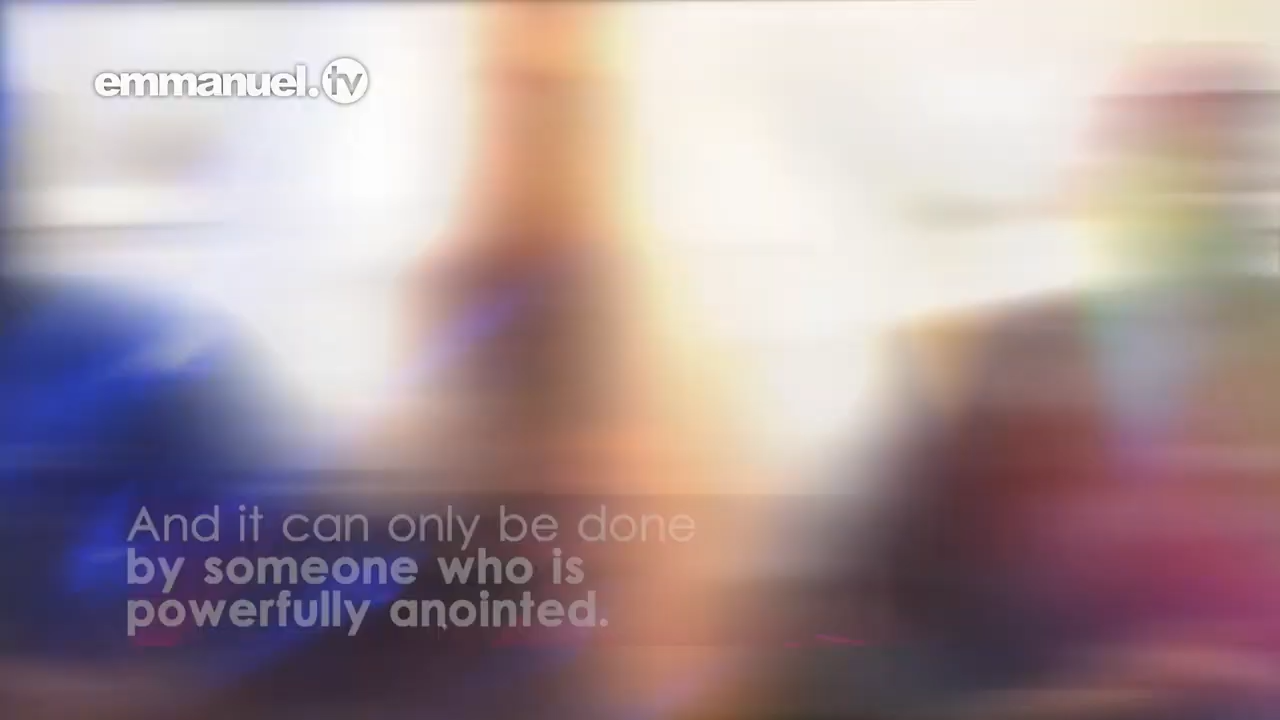 emmanuel.tv
And it can only be done
by someone who is
powerfully anointed.